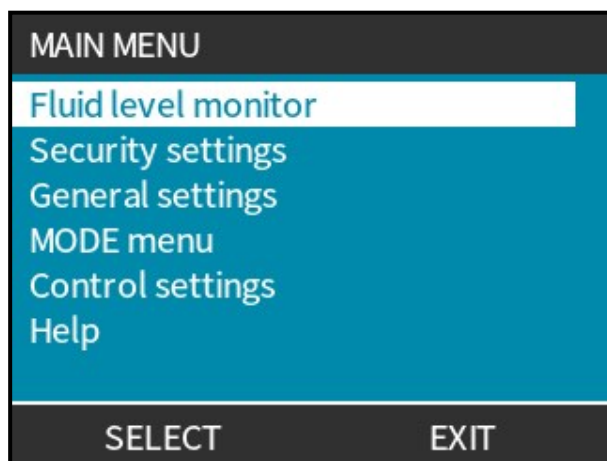 MAIN MENU
Fluid level monitor
Security settings
General settings
MODE menu
Control settings
Help
SELECT EXIT